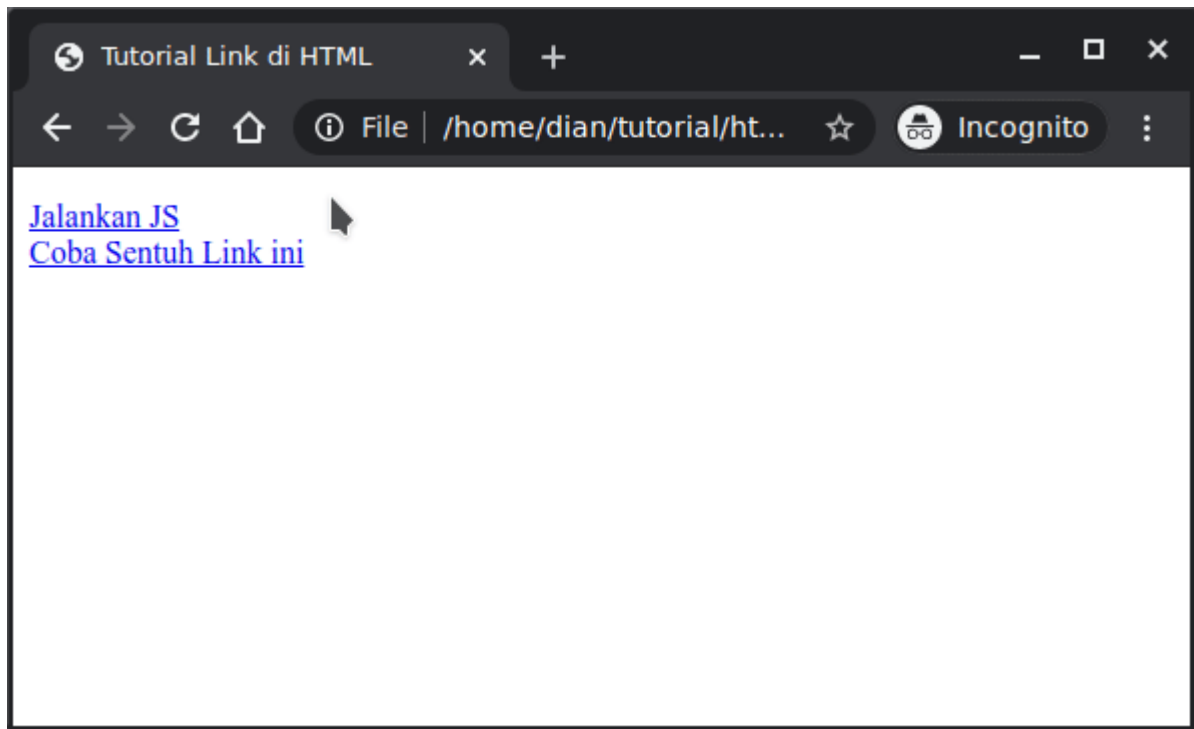 Tutorial Link di HTML
File /home/dian/tutorial/ht... Incognito
Jalankan JS
Coba Sentuh Link ini